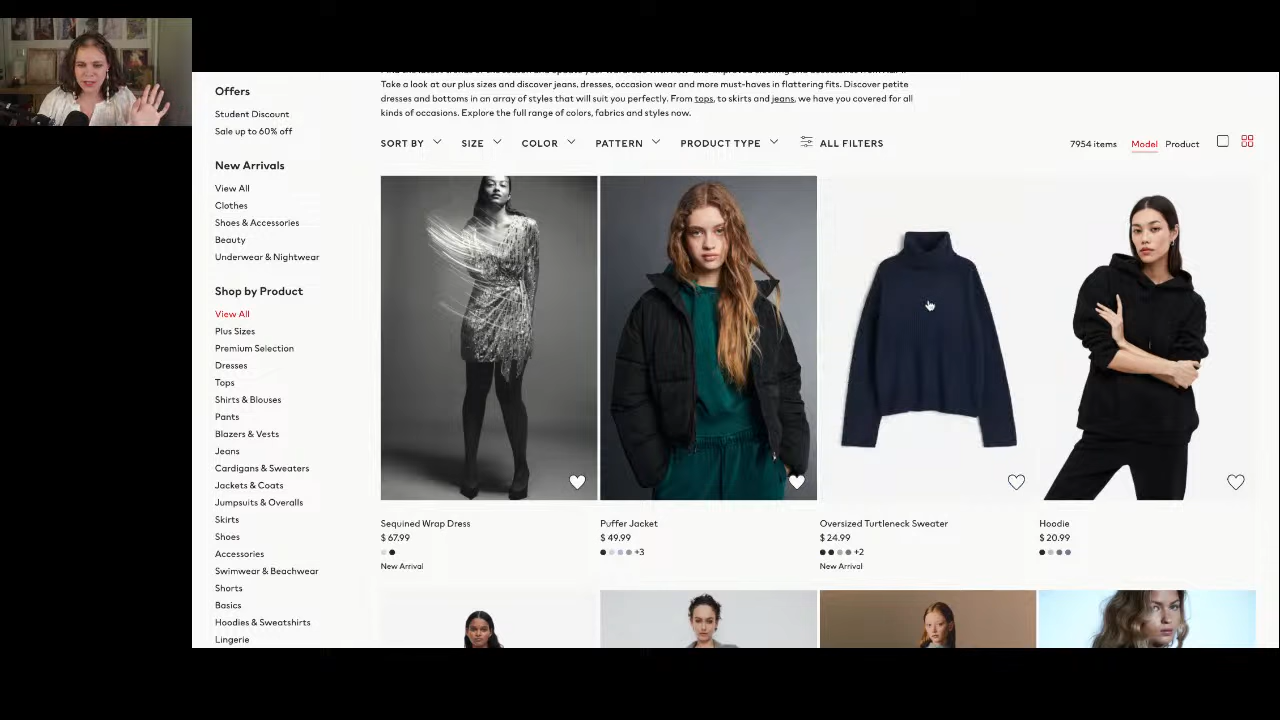 Offers
Student Discount
Sale up to 60% off
New Arrivals
View All
Clothes
Shoes & Accessories
Beauty
Underwear & Nightwear
Shop by Product
View All
Plus Sizes
Premium Selection
Dresses
Tops
Shirts & Blouses
Pants
Blazers & Vests
Jeans
Cardigans & Sweaters
Jackets & Coats
Jumpsuits & Overalls
Skirts
Shoes
Accessories
Swimwear & Beachwear
Shorts
Basics
Hoodies & Sweatshirts
Lingerie
Take a look at our plus sizes and discover jeans, dresses, occasion wear and more must-haves in flattering fits. Discover petite
dresses and bottoms in an array of styles that will suit you perfectly. From tops, to skirts and jeans, we have you covered for all
kinds of occasions. Explore the full range of colors, fabrics and styles now.
SORT BY SIZE COLOR PATTERN PRODUCT TYPE ALL FILTERS 7954 items Model Product
Sequined Wrap Dress
$ 67.99
New Arrival
Puffer Jacket
$ 49.99
+3
Oversized Turtleneck Sweater
$ 24.99
+2
New Arrival
Hoodie
$ 20.99